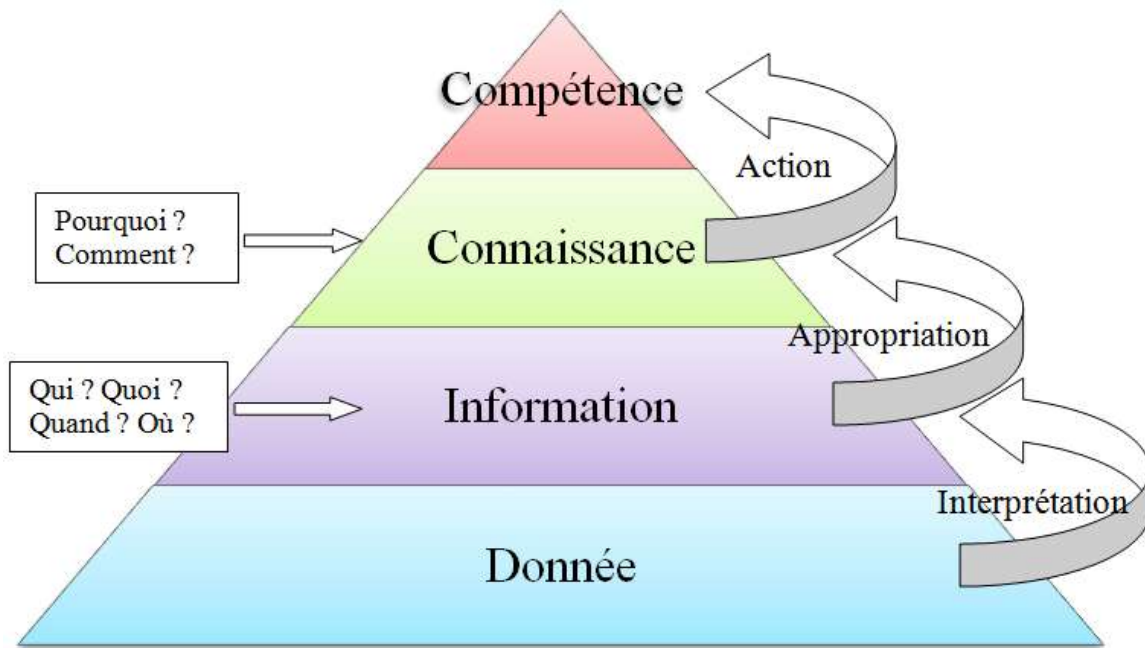 Compétence
Action
Pourquoi ?
Comment ?
Connaissance
Appropriation
Qui ? Quoi ?
Quand ? Où ?
Information
Interprétation
Donnée